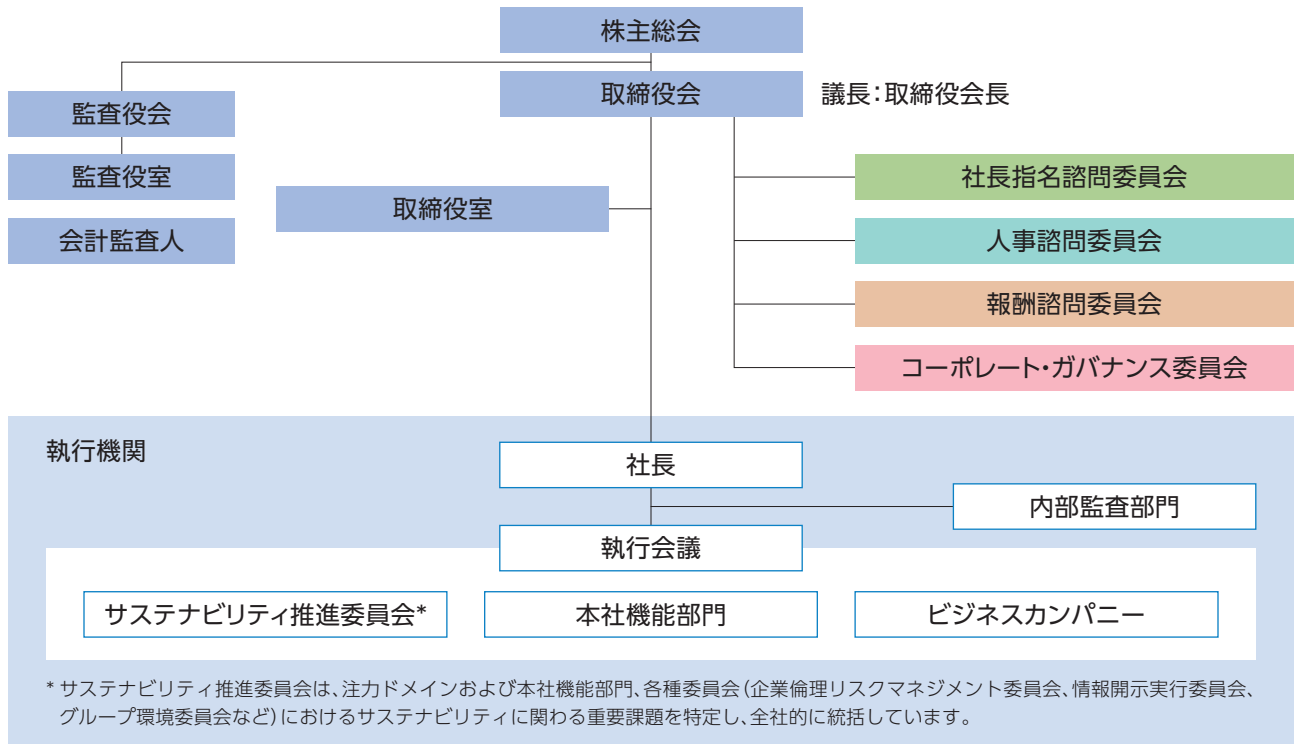 株主総会
取締役会
議長：取締役会長
監査役会
監査役室
会計監査人
取締役室
社長指名諮問委員会
人事諮問委員会
報酬諮問委員会
コーポレート・ガバナンス委員会
執行機関
社長
内部監査部門
執行会議
サステナビリティ推進委員会*
本社機能部門
ビジネスカンパニー
* サステナビリティ推進委員会は、注力ドメインおよび本社機能部門、各種委員会（企業倫理リスクマネジメント委員会、情報開示実行委員会、
グループ環境委員会など）におけるサステナビリティに関わる重要課題を特定し、全社的に統括しています。